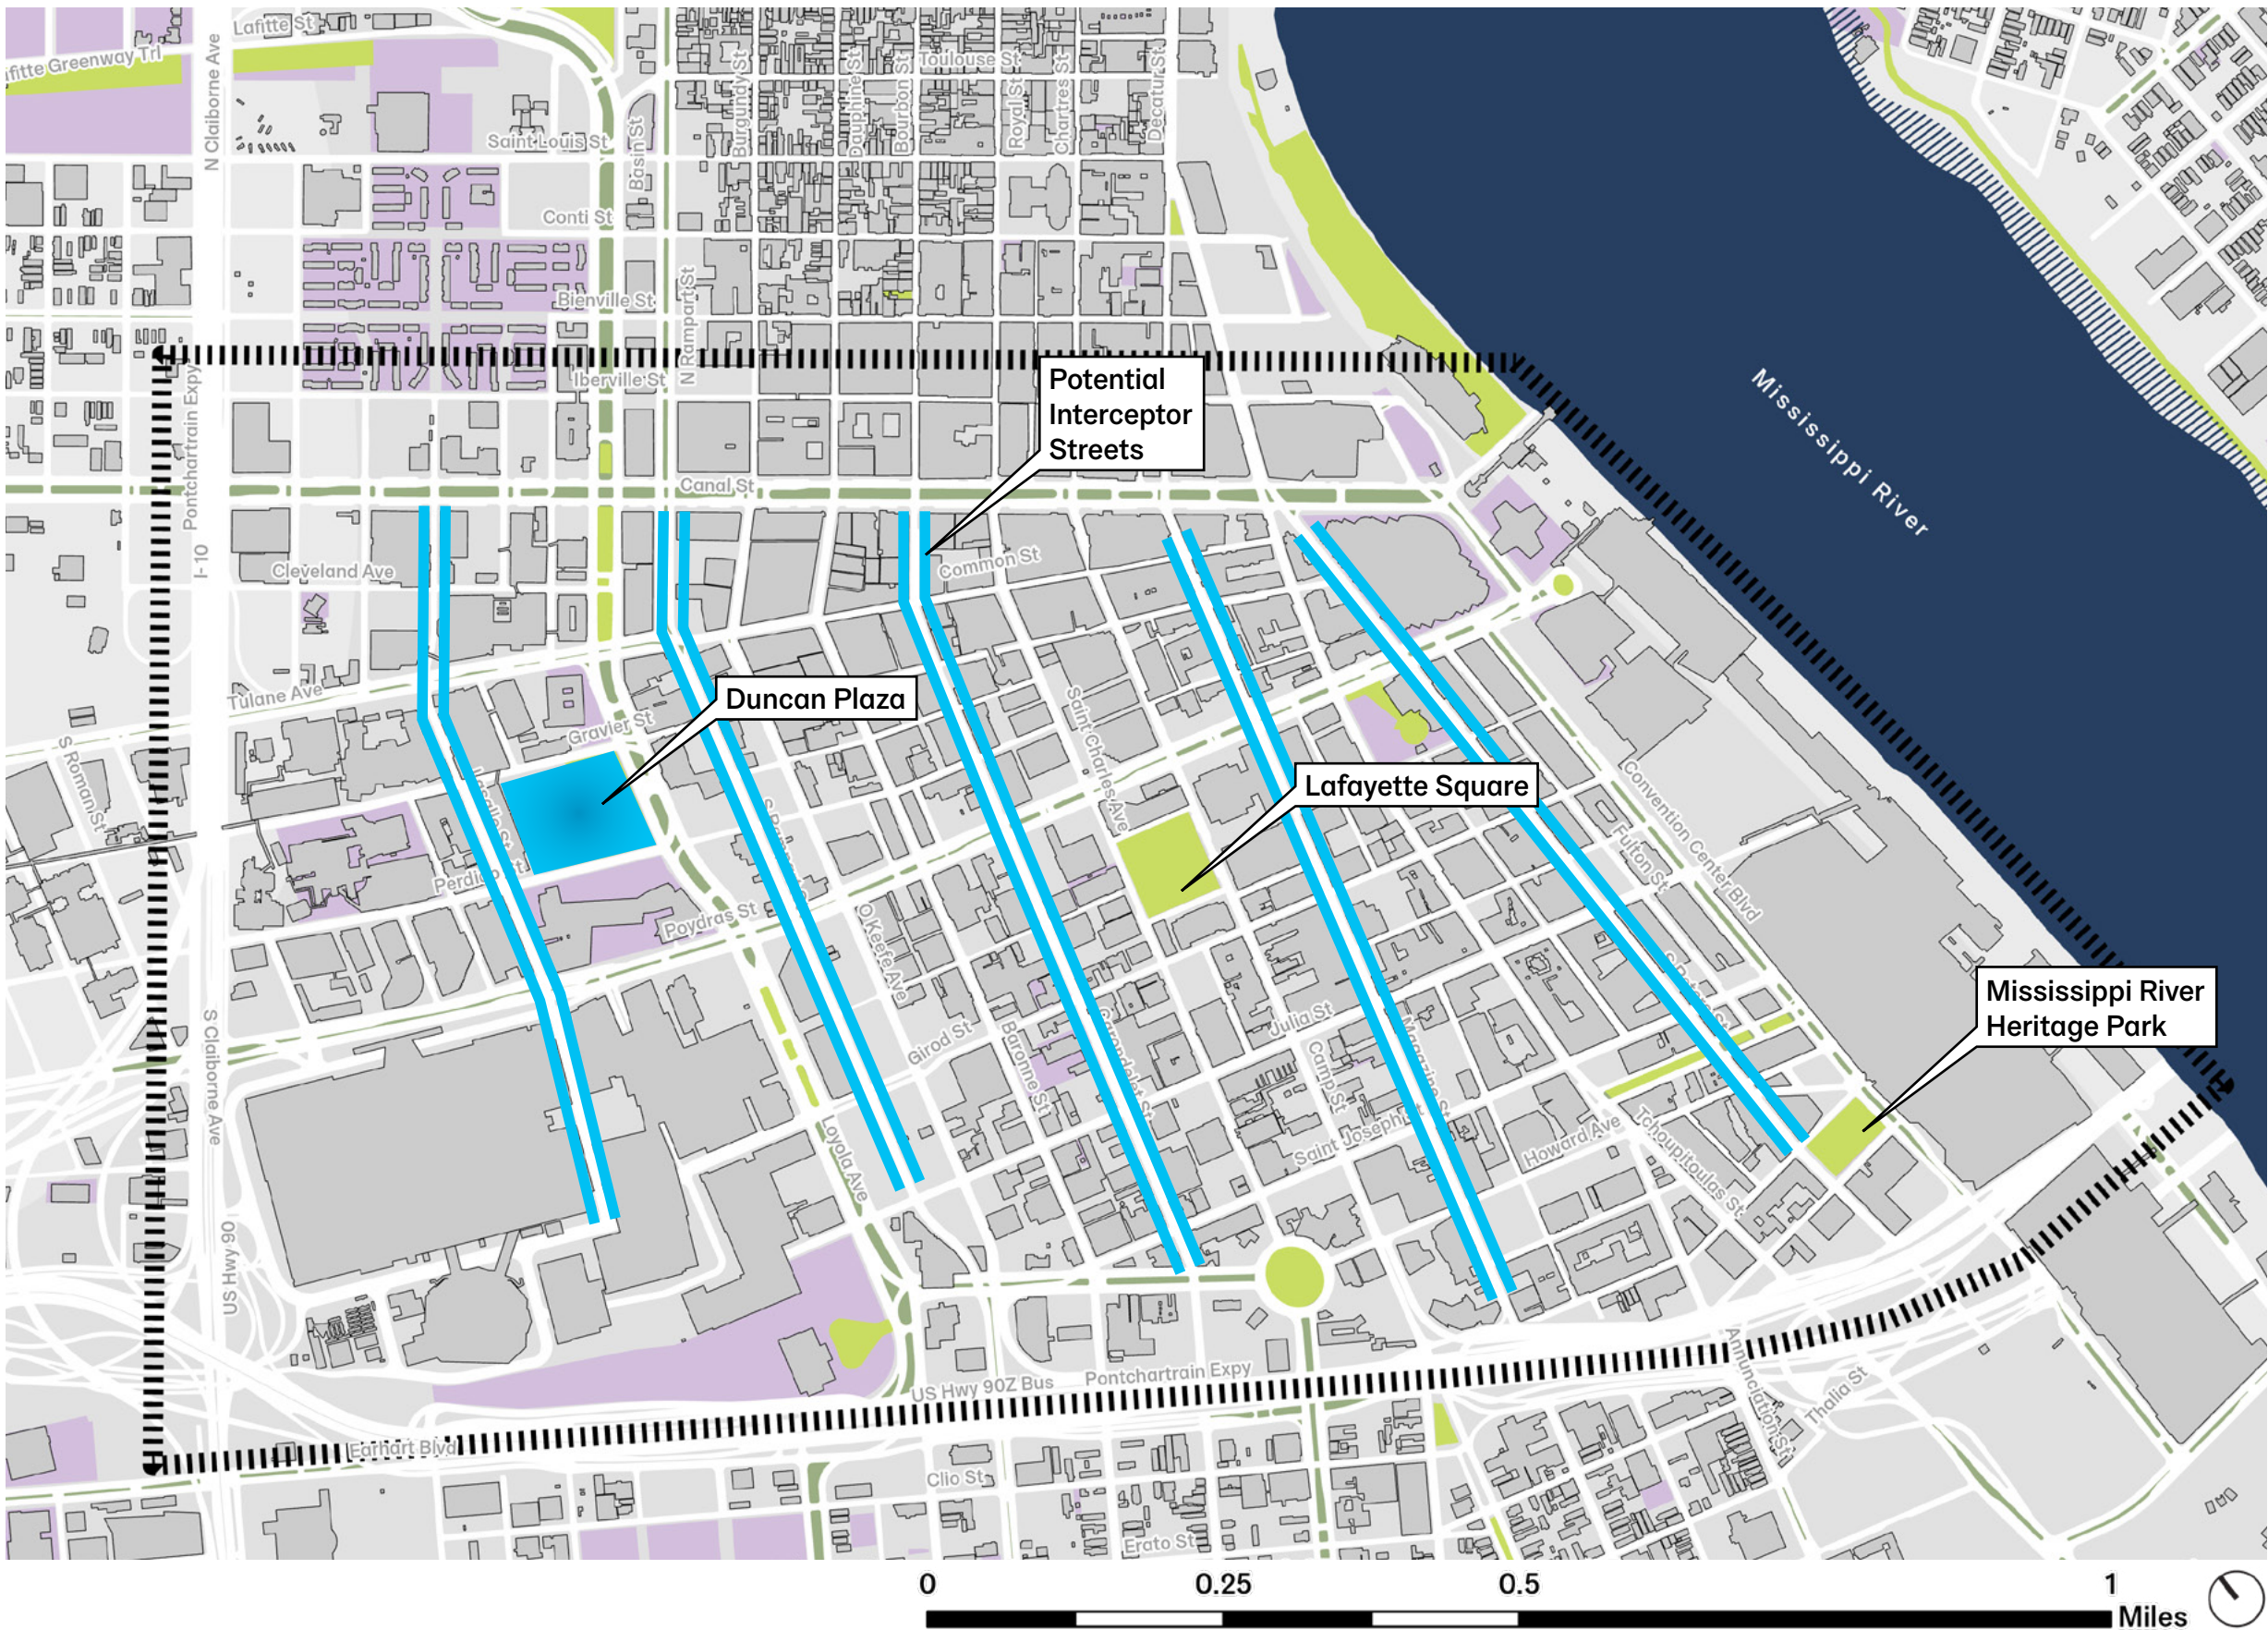 Lafitte St
fitte Greenway Trl
N Claiborne Ave
Toulouse St
Burgundy St
Dauphine St
Bourbon St
Royal St
Chartres St
Decatur St
Saint Louis St
Basin St
Conti St
Bienville St
N Rampart St
Iberville St
Pontchartrain Expy
Potential
Interceptor
Streets
Mississippi River
Canal St
I-10
Cleveland Ave
Common St
Tulane Ave
Duncan Plaza
Gravier St
S Roman St
Saint Charles Ave
Lafayette Square
Convention Center Blvd
Fulton St
Perdido St
Poydras St
O Keefe Ave
Mississippi River
Heritage Park
S Claiborne Ave
Girod St
Baronne St
Carondelet St
Julia St
Camp St
Magazine St
Saint Joseph St
Howard Ave
Tchoupitoulas St
Loyola Ave
US Hwy 90
US Hwy 90Z Bus
Pontchartrain Expy
Annunciation St
Thalia St
Earhart Blvd
Clio St
Erato St
0
0.25
0.5
1
Miles